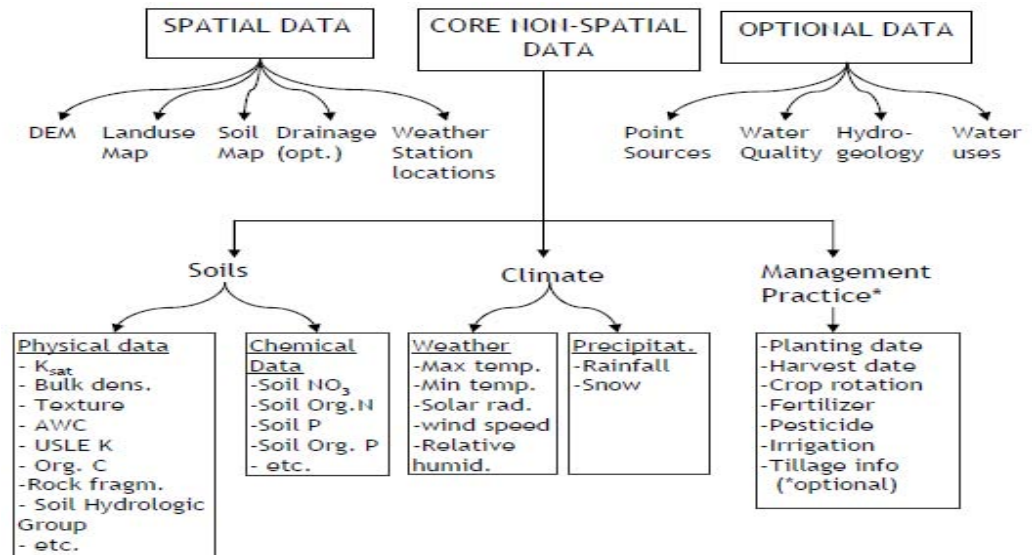 SPATIAL DATA
CORE NON-SPATIAL
DATA
OPTIONAL DATA
DEM
Landuse
Map
Soil
Map
Drainage
(opt.)
Weather
Station
locations
Point
Sources
Water
Quality
Hydro-
geology
Water
uses
Soils
Climate
Management
Practice*
Physical data
- Ksat
- Bulk dens.
- Texture
- AWC
- USLE K
- Org. C
-Rock fragm.
- Soil Hydrologic
Group
- etc.
Chemical
Data
-Soil NO3
-Soil Org.N
-Soil P
-Soil Org. P
- etc.
Weather
-Max temp.
-Min temp.
-Solar rad.
-wind speed
-Relative
humid.
Precipitat.
-Rainfall
-Snow
-Planting date
-Harvest date
-Crop rotation
-Fertilizer
-Pesticide
-Irrigation
-Tillage info
(*optional)